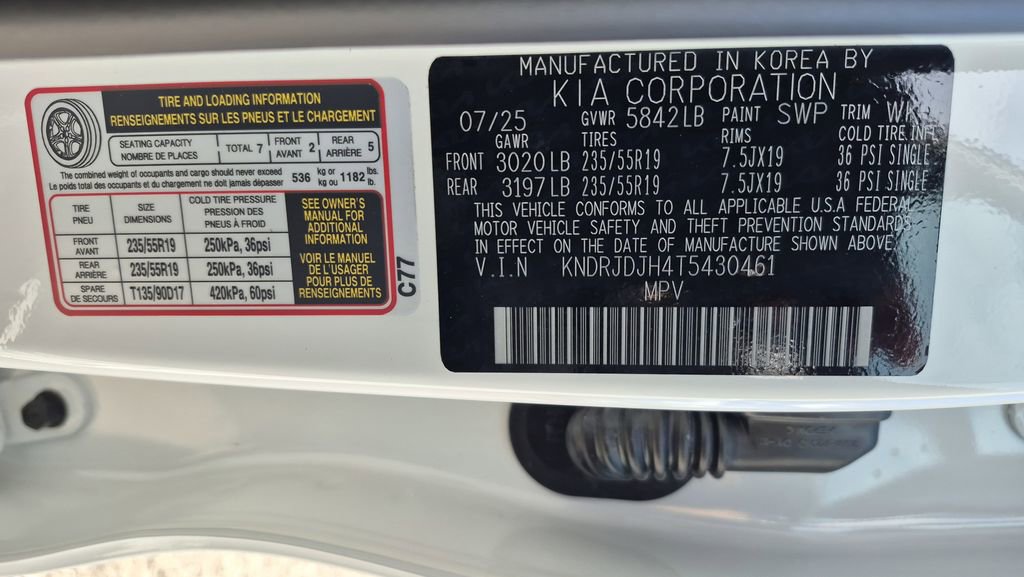 TIRE AND LOADING INFORMATION
RENSEIGNEMENTS SUR LES PNEUS ET LE CHARGEMENT
SEATING CAPACITY
NOMBRE DE PLACES
TOTAL 7
FRONT
AVANT 2
REAR
ARRIÈRE 5
The combined weight of occupants and cargo should never exceed 536 kg or 1182 lbs.
Le poids total des occupants et du chargement ne doit jamais dépasser kg ou lb.
TIRE
PNEU
SIZE
DIMENSIONS
COLD TIRE PRESSURE
PRESSION DES
PNEUS À FROID
FRONT
AVANT
235/55R19
250kPa, 36psi
REAR
ARRIÈRE
235/55R19
250kPa, 36psi
SPARE
DE SECOURS
T135/90D17
420kPa, 60psi
SEE OWNER'S
MANUAL FOR
ADDITIONAL
INFORMATION
VOIR LE MANUEL
DE L'USAGER
POUR PLUS DE
RENSEIGNEMENTS
C77
MANUFACTURED IN KOREA BY
KIA CORPORATION
07/25 GVWR 5842LB PAINT SWP TRIM WK
GAWR TIRES RIMS COLD TIRE INF
FRONT 3020LB 235/55R19 7.5JX19 36 PSI SINGLE
REAR 3197LB 235/55R19 7.5JX19 36 PSI SINGLE
THIS VEHICLE CONFORMS TO ALL APPLICABLE U.S.A FEDERAL
MOTOR VEHICLE SAFETY AND THEFT PREVENTION STANDARDS
IN EFFECT ON THE DATE OF MANUFACTURE SHOWN ABOVE.
V.I.N KNDRJDJH4T5430461
MPV